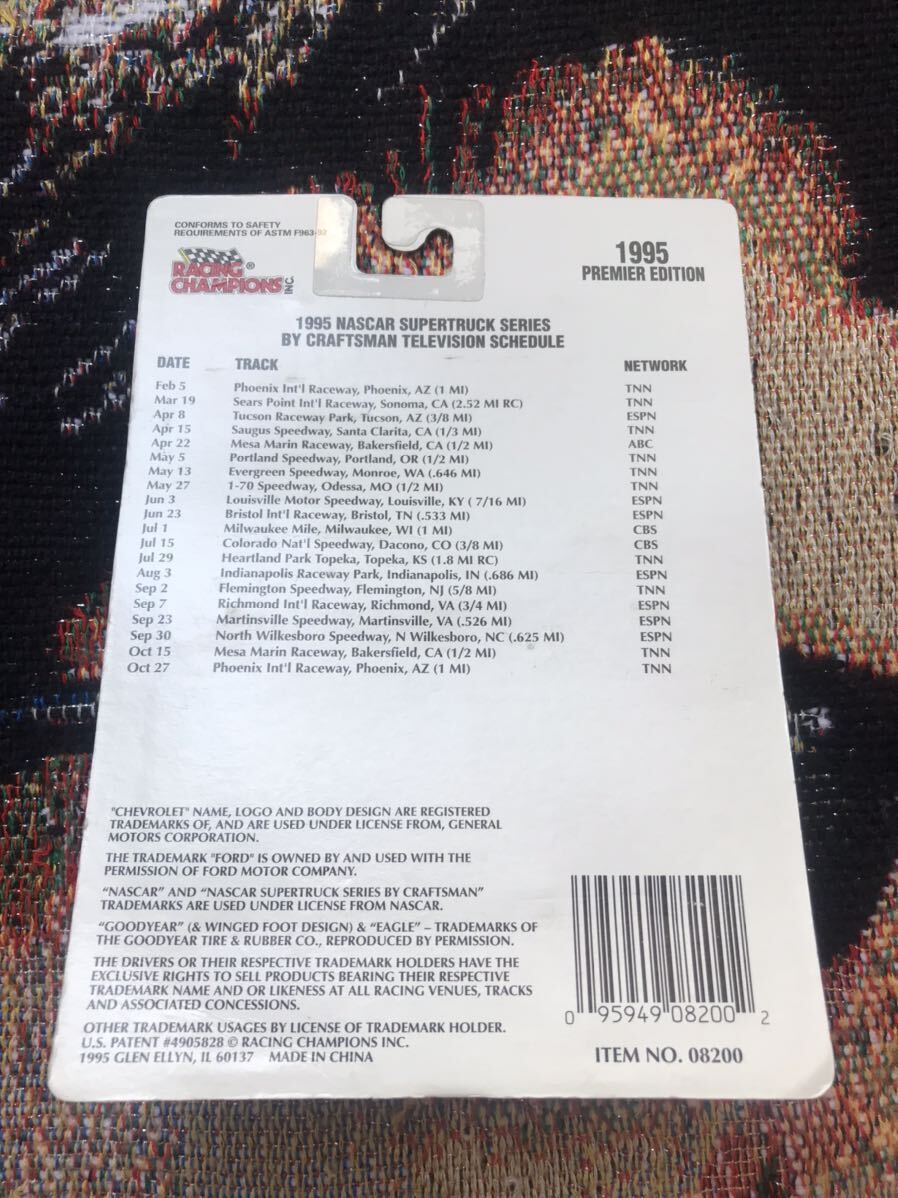 CONFORMS TO SAFETY
REQUIREMENTS OF ASTM F963-92
RACING ®
CHAMPIONS INC.
1995
PREMIER EDITION
1995 NASCAR SUPERTRUCK SERIES
BY CRAFTSMAN TELEVISION SCHEDULE
DATE TRACK NETWORK
Feb 5 Phoenix Int'l Raceway, Phoenix, AZ (1 MI) TNN
Mar 19 Sears Point Int'l Raceway, Sonoma, CA (2.52 MI RC) TNN
Apr 8 Tucson Raceway Park, Tucson, AZ (3/8 MI) ESPN
Apr 15 Saugus Speedway, Santa Clarita, CA (1/3 MI) TNN
Apr 22 Mesa Marin Raceway, Bakersfield, CA (1/2 MI) ABC
May 5 Portland Speedway, Portland, OR (1/2 MI) TNN
May 13 Evergreen Speedway, Monroe, WA (.646 MI) TNN
May 27 1-70 Speedway, Odessa, MO (1/2 MI) TNN
Jun 3 Louisville Motor Speedway, Louisville, KY ( 7/16 MI) ESPN
Jun 23 Bristol Int'l Raceway, Bristol, TN (.533 MI) ESPN
Jul 1 Milwaukee Mile, Milwaukee, WI (1 MI) CBS
Jul 15 Colorado Nat'l Speedway, Dacono, CO (3/8 MI) CBS
Jul 29 Heartland Park Topeka, Topeka, KS (1.8 MI RC) TNN
Aug 3 Indianapolis Raceway Park, Indianapolis, IN (.686 MI) ESPN
Sep 2 Flemington Speedway, Flemington, NJ (5/8 MI) TNN
Sep 7 Richmond Int'l Raceway, Richmond, VA (3/4 MI) ESPN
Sep 23 Martinsville Speedway, Martinsville, VA (.526 MI) ESPN
Sep 30 North Wilkesboro Speedway, N Wilkesboro, NC (.625 MI) ESPN
Oct 15 Mesa Marin Raceway, Bakersfield, CA (1/2 MI) TNN
Oct 27 Phoenix Int'l Raceway, Phoenix, AZ (1 MI) TNN
"CHEVROLET" NAME, LOGO AND BODY DESIGN ARE REGISTERED
TRADEMARKS OF, AND ARE USED UNDER LICENSE FROM, GENERAL
MOTORS CORPORATION.
THE TRADEMARK "FORD" IS OWNED BY AND USED WITH THE
PERMISSION OF FORD MOTOR COMPANY.
"NASCAR" AND "NASCAR SUPERTRUCK SERIES BY CRAFTSMAN"
TRADEMARKS ARE USED UNDER LICENSE FROM NASCAR.
"GOODYEAR" (& WINGED FOOT DESIGN) & "EAGLE" – TRADEMARKS OF
THE GOODYEAR TIRE & RUBBER CO., REPRODUCED BY PERMISSION.
THE DRIVERS OR THEIR RESPECTIVE TRADEMARK HOLDERS HAVE THE
EXCLUSIVE RIGHTS TO SELL PRODUCTS BEARING THEIR RESPECTIVE
TRADEMARK NAME AND OR LIKENESS AT ALL RACING VENUES, TRACKS
AND ASSOCIATED CONCESSIONS.
OTHER TRADEMARK USAGES BY LICENSE OF TRADEMARK HOLDER.
U.S. PATENT #4905828 © RACING CHAMPIONS INC.
1995 GLEN ELLYN, IL 60137 MADE IN CHINA
0 95949 08200 2
ITEM NO. 08200